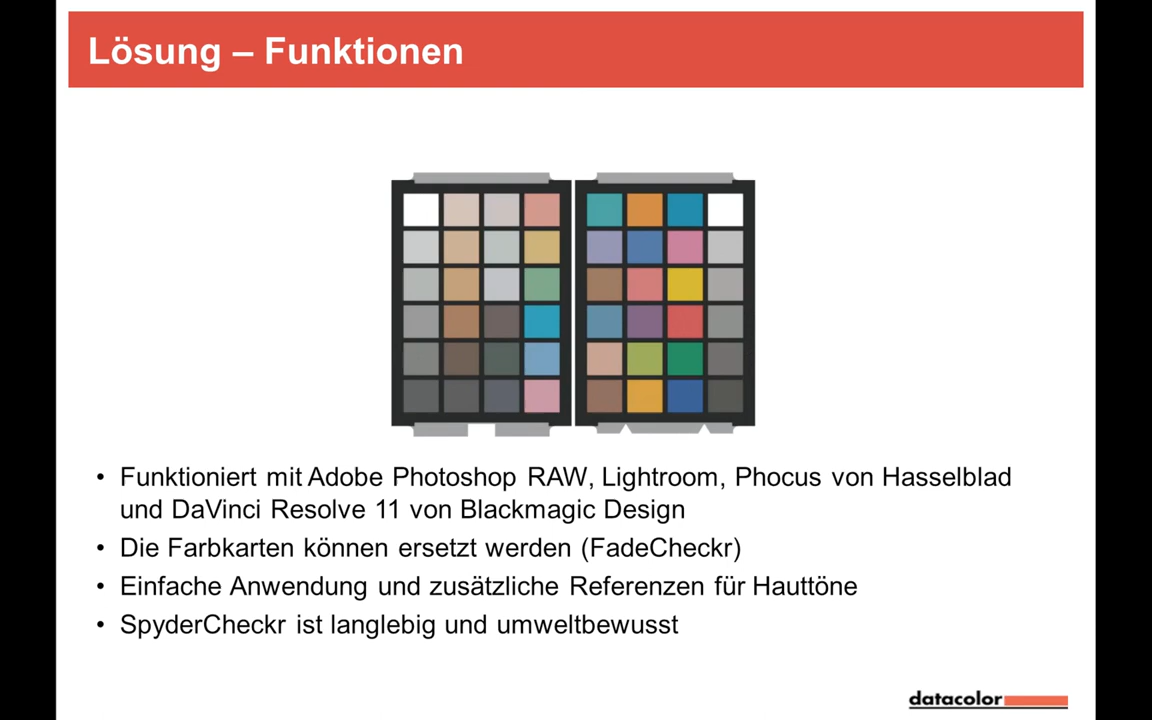 Lösung – Funktionen
• Funktioniert mit Adobe Photoshop RAW, Lightroom, Phocus von Hasselblad
und DaVinci Resolve 11 von Blackmagic Design
• Die Farbkarten können ersetzt werden (FadeCheckr)
• Einfache Anwendung und zusätzliche Referenzen für Hauttöne
• SpyderCheckr ist langlebig und umweltbewusst
datacolor